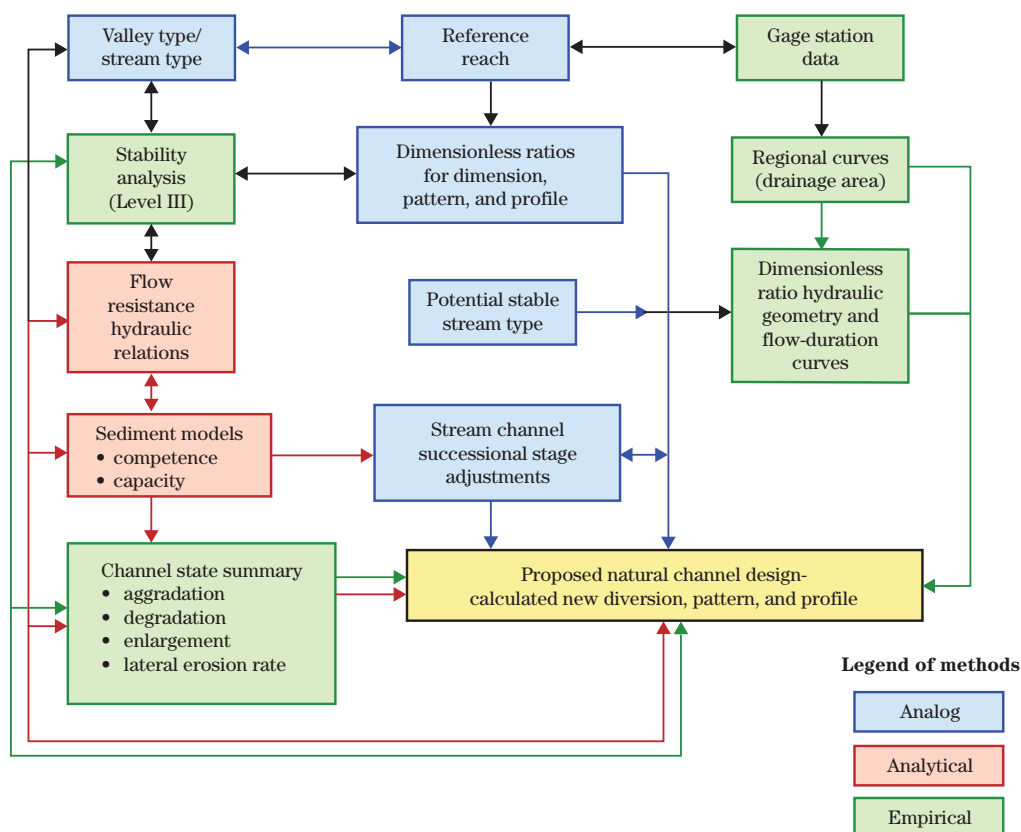 Valley type/
stream type
Reference
reach
Gage station
data
Stability
analysis
(Level III)
Dimensionless ratios
for dimension,
pattern, and profile
Regional curves
(drainage area)
Flow
resistance
hydraulic
relations
Potential stable
stream type
Dimensionless
ratio hydraulic
geometry and
flow-duration
curves
Sediment models
• competence
• capacity
Stream channel
successional stage
adjustments
Channel state summary
• aggradation
• degradation
• enlargement
• lateral erosion rate
Proposed natural channel design-
calculated new diversion, pattern, and profile
Legend of methods
Analog
Analytical
Empirical